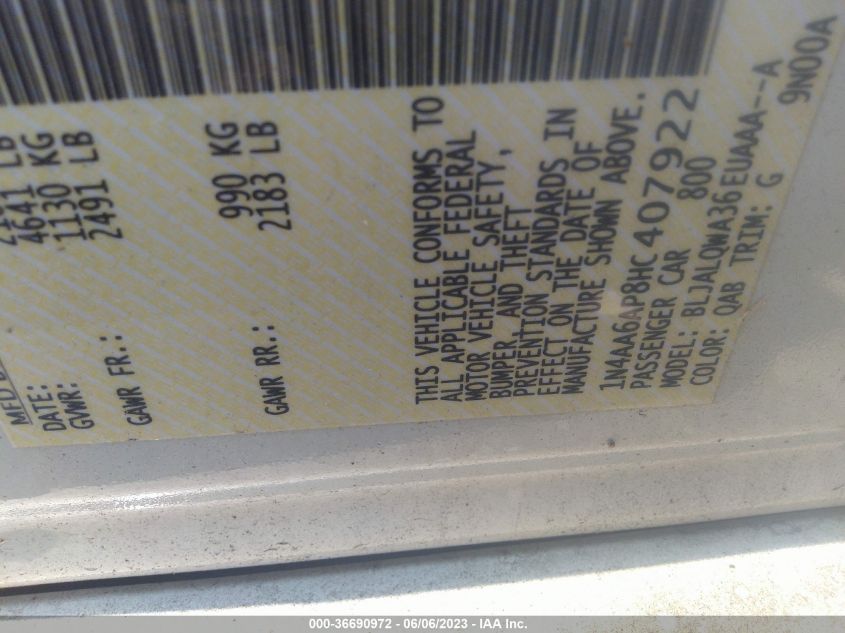 MFD
DATE:
GVWR: 4641 LB
GAWR FR.: 1130 KG
2491 LB
GAWR RR.: 990 KG
2183 LB
THIS VEHICLE CONFORMS TO
ALL APPLICABLE FEDERAL
MOTOR VEHICLE SAFETY,
BUMPER, AND THEFT
PREVENTION STANDARDS IN
EFFECT ON THE DATE OF
MANUFACTURE SHOWN ABOVE.
1N4AA6AP8HC407922
PASSENGER CAR 800
MODEL: BLJALQWA36EUAAA--A
COLOR: QAB TRIM: G 9N00A
000-36690972 - 06/06/2023 - IAA Inc.